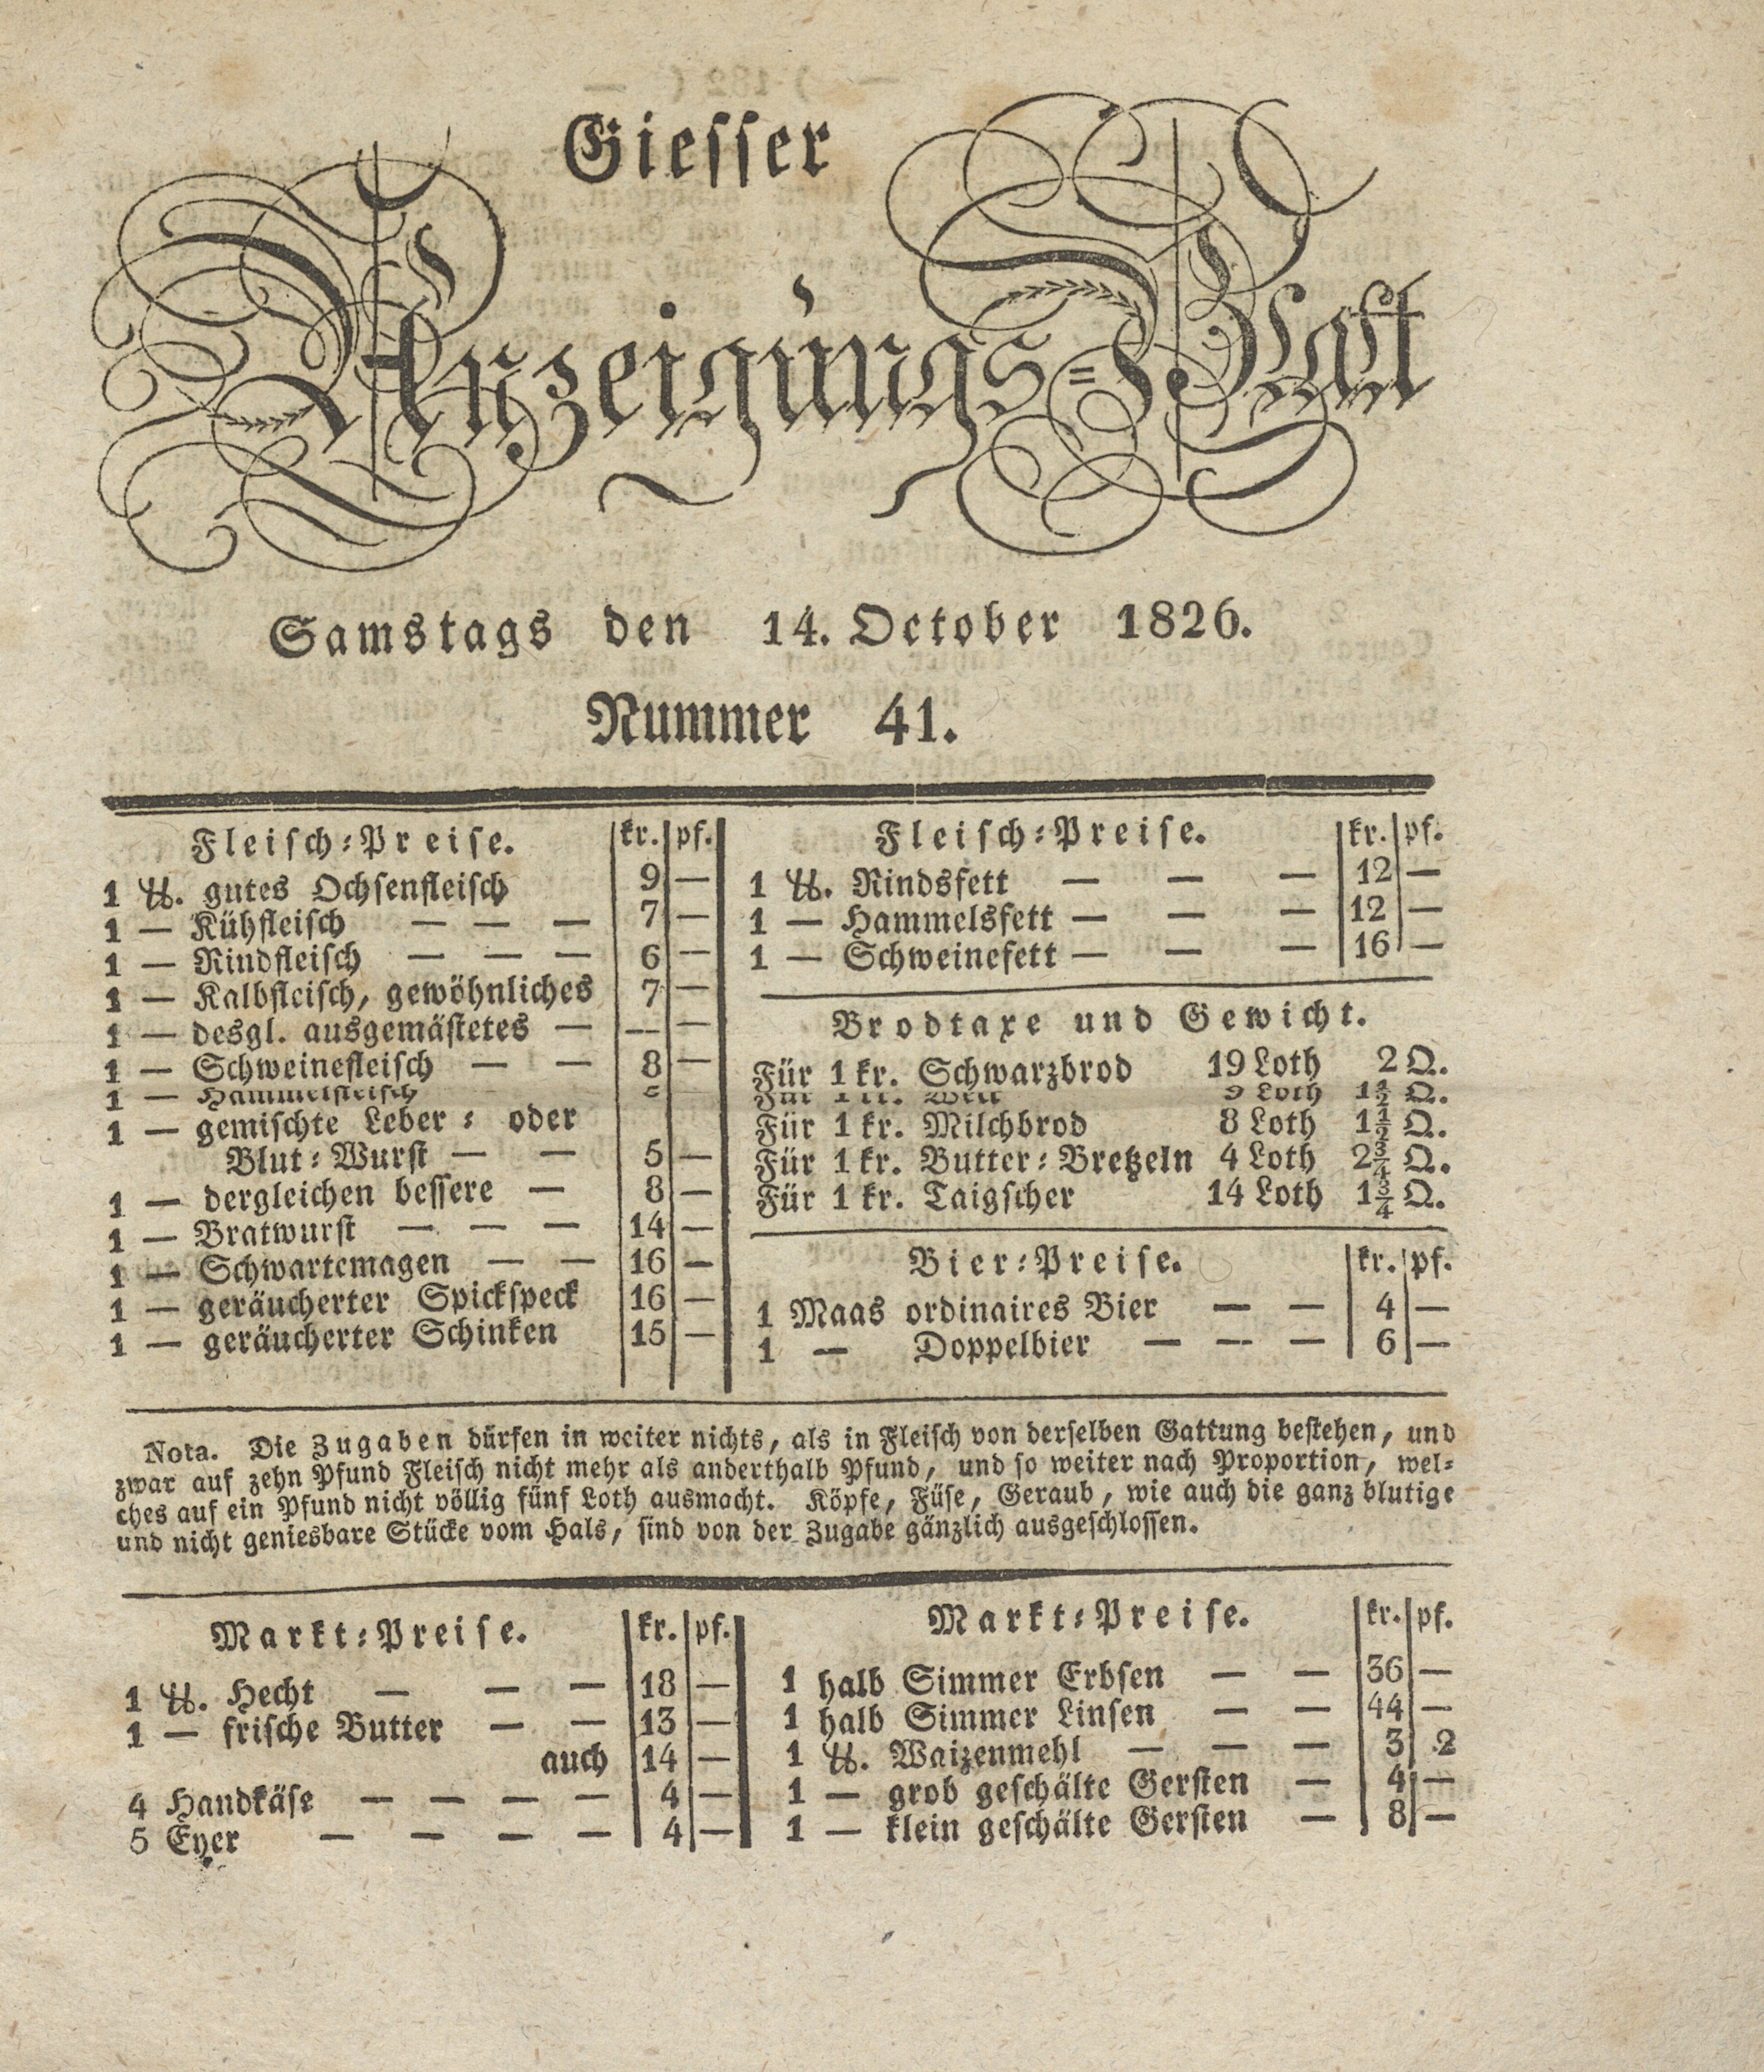 Giesser
Anzeigungs=Blatt
Samstags den 14. October 1826.
Nummer 41.
Fleisch=Preise. kr. pf.
1 ℔. gutes Ochsenfleisch 9 —
1 — Kühfleisch — — — 7 —
1 — Rindfleisch — — — 6 —
1 — Kalbfleisch, gewöhnliches 7 —
1 — desgl. ausgemästetes — — —
1 — Schweinefleisch — — 8 —
1 — Hammelfleisch
1 — gemischte Leber= oder
Blut=Wurst — — 5 —
1 — dergleichen bessere — 8 —
1 — Bratwurst — — — 14 —
1 — Schwartemagen — — 16 —
1 — geräucherter Spickspeck 16 —
1 — geräucherter Schinken 15 —
Fleisch=Preise. kr. pf.
1 ℔. Rindsfett — — — 12 —
1 — Hammelsfett — — — 12 —
1 — Schweinefett — — — 16 —
Brodtaxe und Gewicht.
Für 1 kr. Schwarzbrod 19 Loth 2 Q.
Für 1 kr. 9 Loth 1½ Q.
Für 1 kr. Milchbrod 8 Loth 1½ Q.
Für 1 kr. Butter=Bretzeln 4 Loth 2¾ Q.
Für 1 kr. Taigscher 14 Loth 1¾ Q.
Bier=Preise. kr. pf.
1 Maas ordinaires Bier — — 4 —
1 — Doppelbier — — — 6 —
Nota. Die Zugaben dürfen in weiter nichts, als in Fleisch von derselben Gattung bestehen, und
zwar auf zehn Pfund Fleisch nicht mehr als anderthalb Pfund, und so weiter nach Proportion, wel=
ches auf ein Pfund nicht völlig fünf Loth ausmacht. Köpfe, Füse, Geraub, wie auch die ganz blutige
und nicht geniesbare Stücke vom Hals, sind von der Zugabe gänzlich ausgeschlossen.
Markt=Preise. kr. pf.
1 ℔. Hecht — — — 18 —
1 — frische Butter — — 13 —
auch 14 —
4 Handkäse — — — — 4 —
5 Eyer — — — — 4 —
Markt=Preise. kr. pf.
1 halb Simmer Erbsen — — 36 —
1 halb Simmer Linsen — — 44 —
1 ℔. Waizenmehl — — — 3 2
1 — grob geschälte Gersten — 4 —
1 — klein geschälte Gersten — 8 —